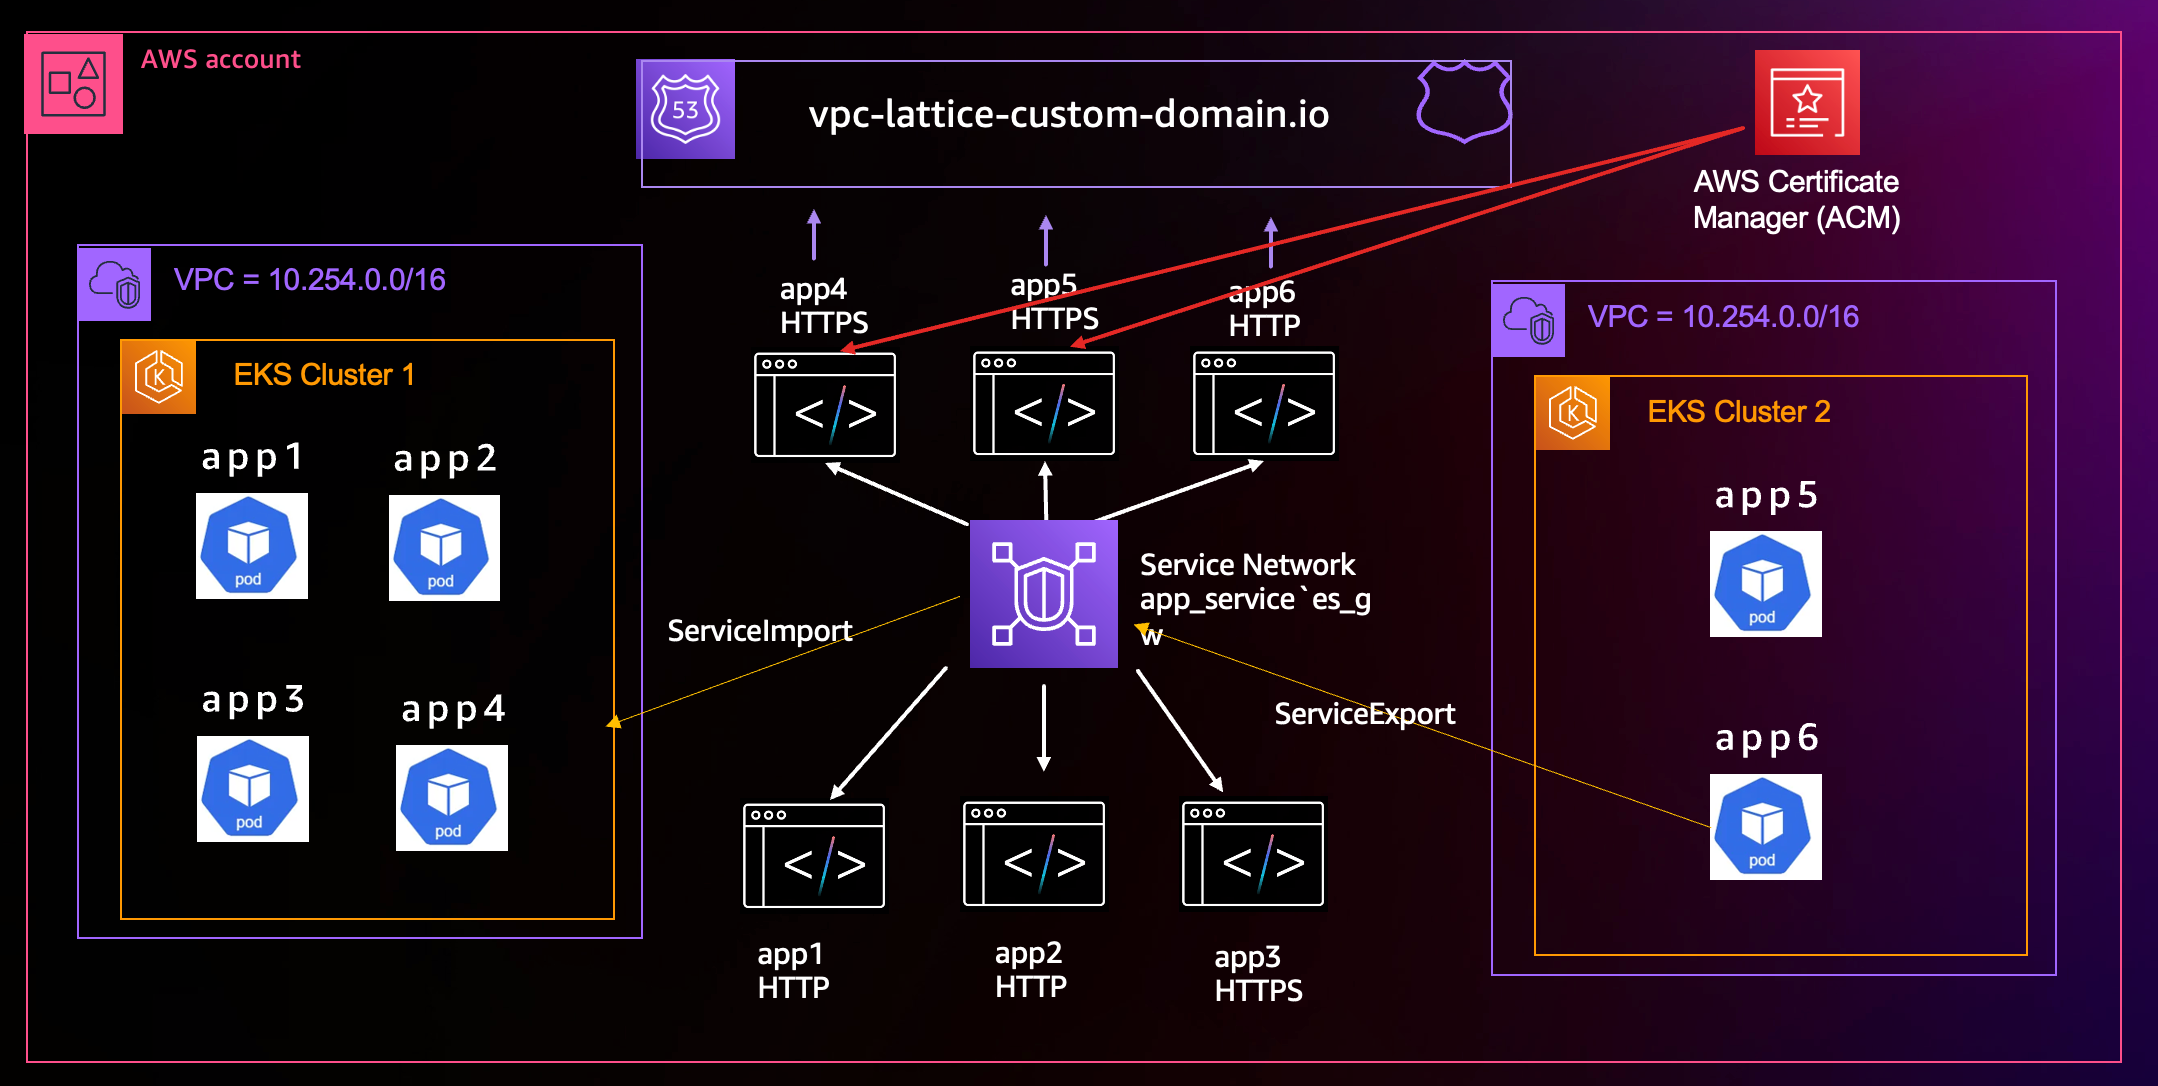 AWS account
53
vpc-lattice-custom-domain.io
AWS Certificate
Manager (ACM)
VPC = 10.254.0.0/16
EKS Cluster 1
app1
pod
app2
pod
app3
pod
app4
pod
app4
HTTPS
</>
app5
HTTPS
</>
app6
HTTP
</>
Service Network
app_service`es_g
w
ServiceImport
ServiceExport
</>
app1
HTTP
</>
app2
HTTP
</>
app3
HTTPS
VPC = 10.254.0.0/16
EKS Cluster 2
app5
pod
app6
pod